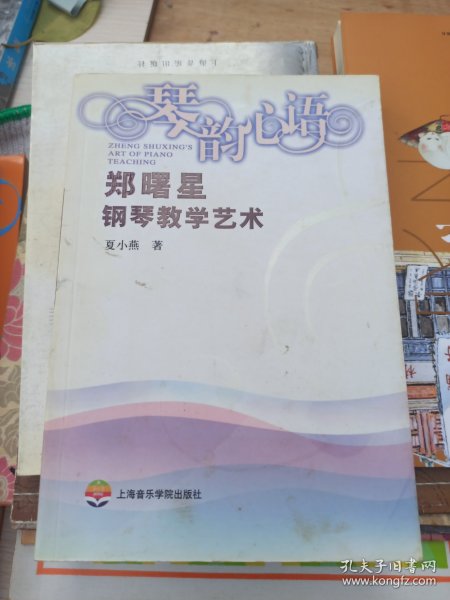 琴韵心语
ZHENG SHUXING'S
ART OF PIANO
TEACHING
郑曙星
钢琴教学艺术
夏小燕 著
上海音乐学院出版社
孔夫子旧书网
www.kongfz.com